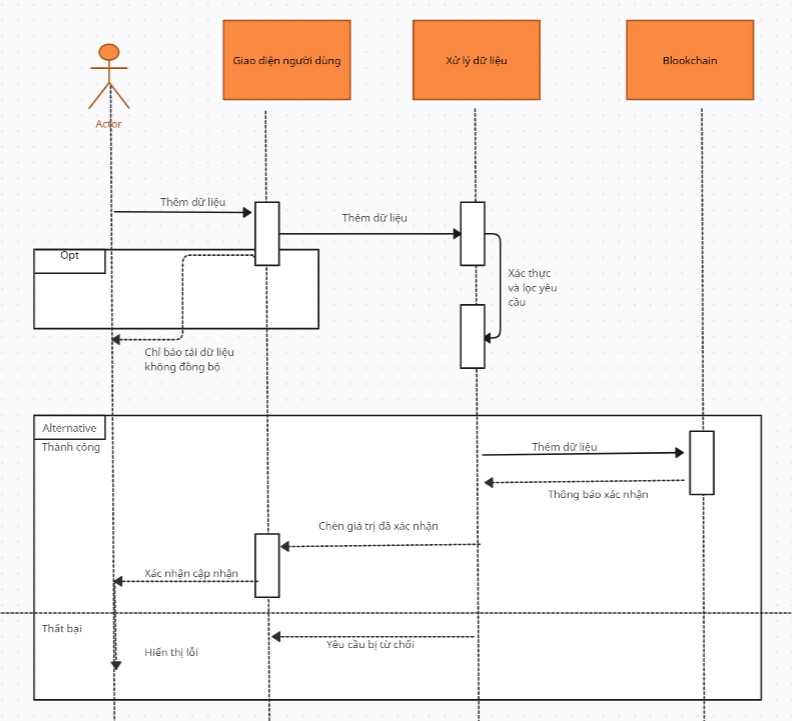 Giao diện người dùng
Xử lý dữ liệu
Blookchain
Actor
Thêm dữ liệu
Thêm dữ liệu
Opt
Xác thực
và lọc yêu
cầu
Chỉ báo tải dữ liệu
không đồng bộ
Alternative
Thành công
Thêm dữ liệu
Thông báo xác nhận
Chèn giá trị đã xác nhận
Xác nhận cập nhận
Thất bại
Yêu cầu bị từ chối
Hiển thị lỗi